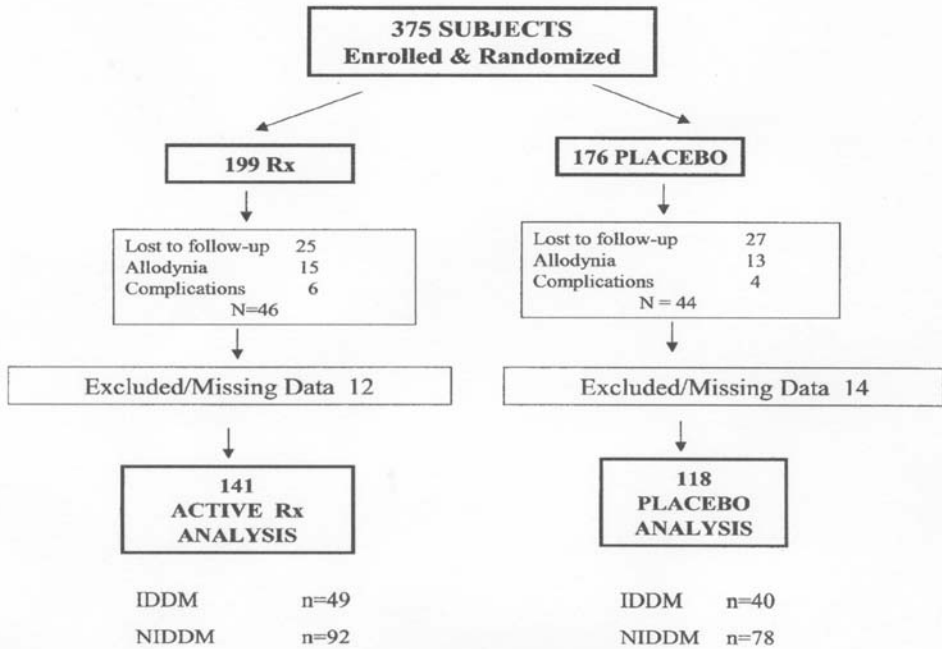 375 SUBJECTS
Enrolled & Randomized
199 Rx
176 PLACEBO
Lost to follow-up 25
Allodynia 15
Complications 6
N=46
Lost to follow-up 27
Allodynia 13
Complications 4
N = 44
Excluded/Missing Data 12
Excluded/Missing Data 14
141
ACTIVE Rx
ANALYSIS
118
PLACEBO
ANALYSIS
IDDM n=49
NIDDM n=92
IDDM n=40
NIDDM n=78